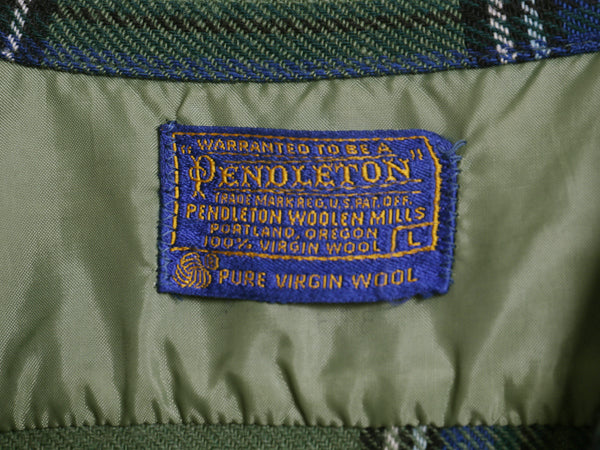 "WARRANTED TO BE A
PENDLETON"
TRADE MARK REG. U.S. PAT. OFF.
PENDLETON WOOLEN MILLS
PORTLAND, OREGON
100% VIRGIN WOOL L
PURE VIRGIN WOOL